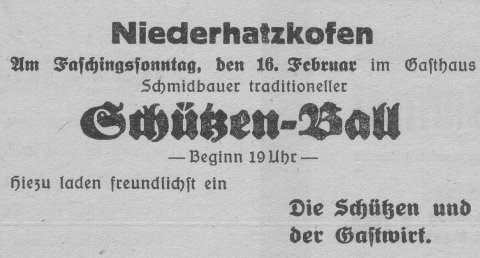 Niederhatzkofen
Am Faschingssonntag, den 16. Februar im Gasthaus
Schmidbauer traditioneller
Schützen-Ball
— Beginn 19 Uhr —
Hiezu laden freundlichst ein
Die Schützen und
der Gastwirt.